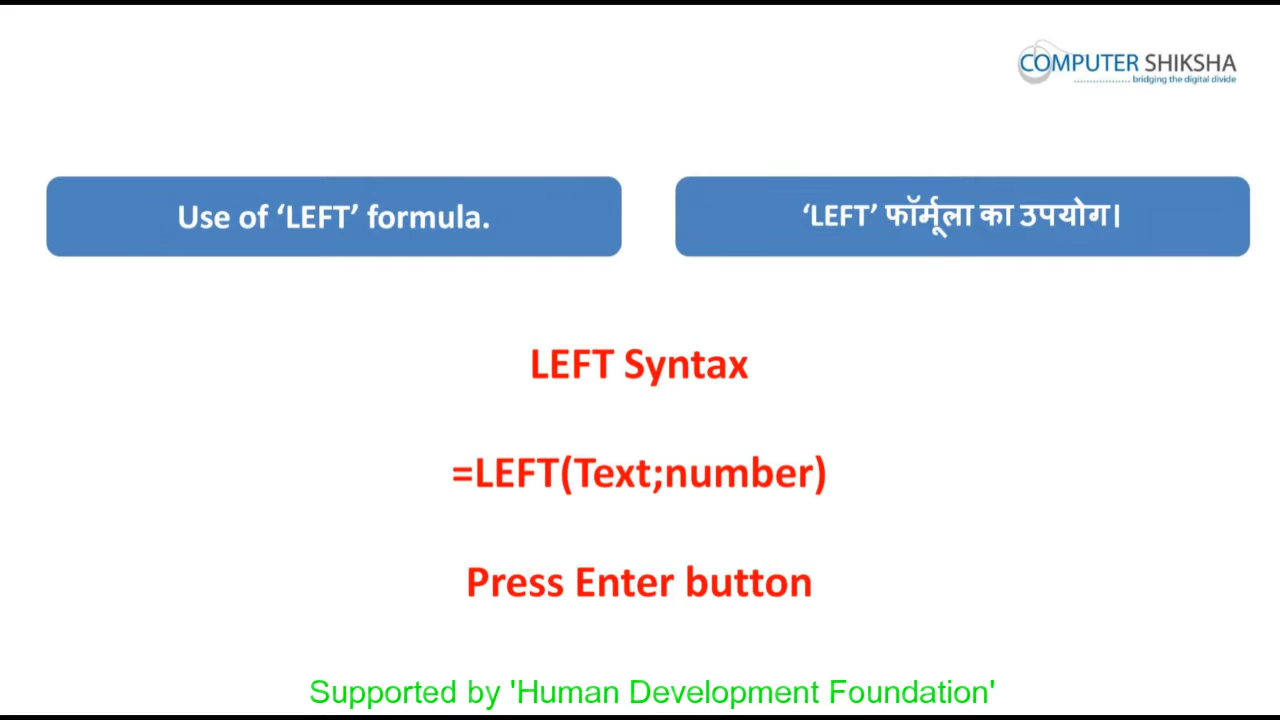 COMPUTER SHIKSHA
bridging the digital divide
Use of ‘LEFT’ formula.
‘LEFT’ फॉर्मूला का उपयोग।
LEFT Syntax
=LEFT(Text;number)
Press Enter button
Supported by 'Human Development Foundation'